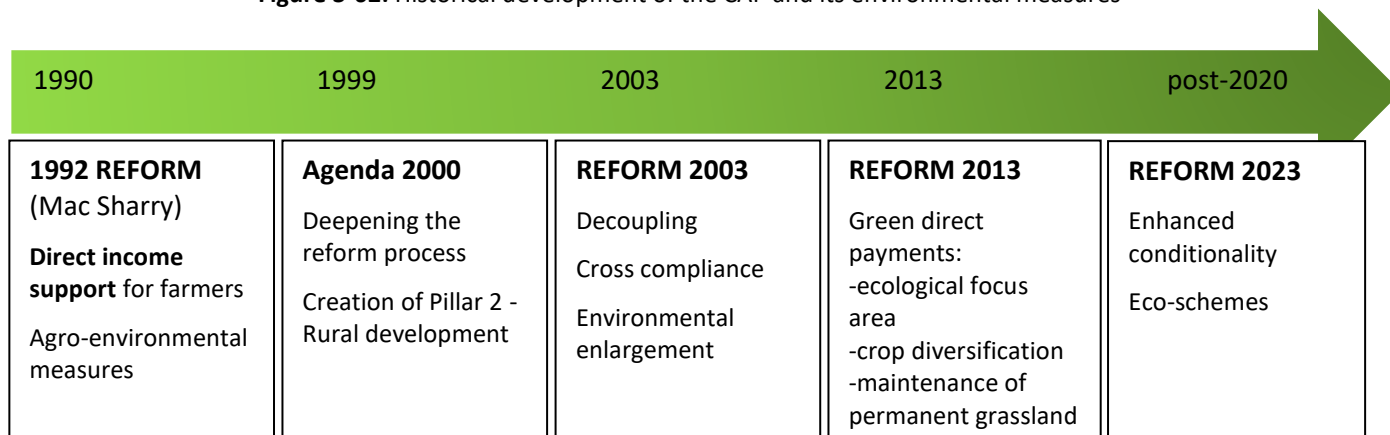 Historical development of the CAP and its environmental measures
1990
1999
2003
2013
post-2020
1992 REFORM
(Mac Sharry)
Direct income
support for farmers
Agro-environmental
measures
Agenda 2000
Deepening the
reform process
Creation of Pillar 2 -
Rural development
REFORM 2003
Decoupling
Cross compliance
Environmental
enlargement
REFORM 2013
Green direct
payments:
-ecological focus
area
-crop diversification
-maintenance of
permanent grassland
REFORM 2023
Enhanced
conditionality
Eco-schemes